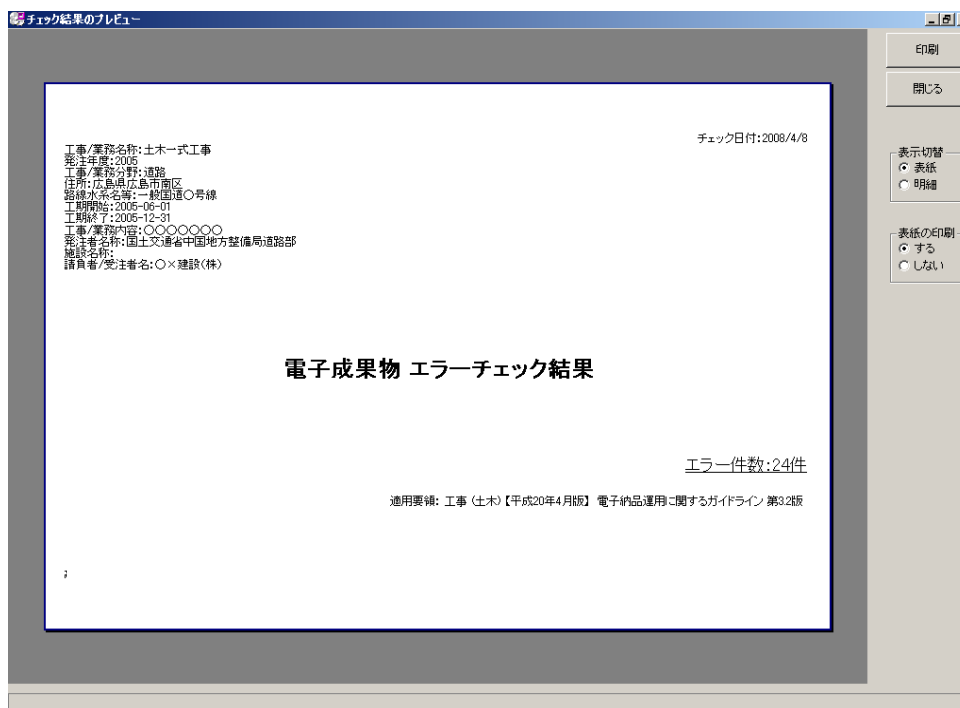 チェック結果のプレビュー
印刷
閉じる
チェック日付:2008/4/8
工事/業務名称:土木一式工事
発注年度:2005
工事/業務分野:道路
住所:広島県広島市南区
路線水系名等:一般国道〇号線
工期開始:2005-06-01
工期終了:2005-12-31
工事/業務内容:〇〇〇〇〇〇〇
発注者名称:国土交通省中国地方整備局道路部
施設名称:
請負者/受注者名:〇×建設(株)
表示切替
表紙
明細
表紙の印刷
する
しない
電子成果物 エラーチェック結果
エラー件数:24件
適用要領: 工事 (土木)【平成20年4月版】 電子納品運用に関するガイドライン 第3.2版
;